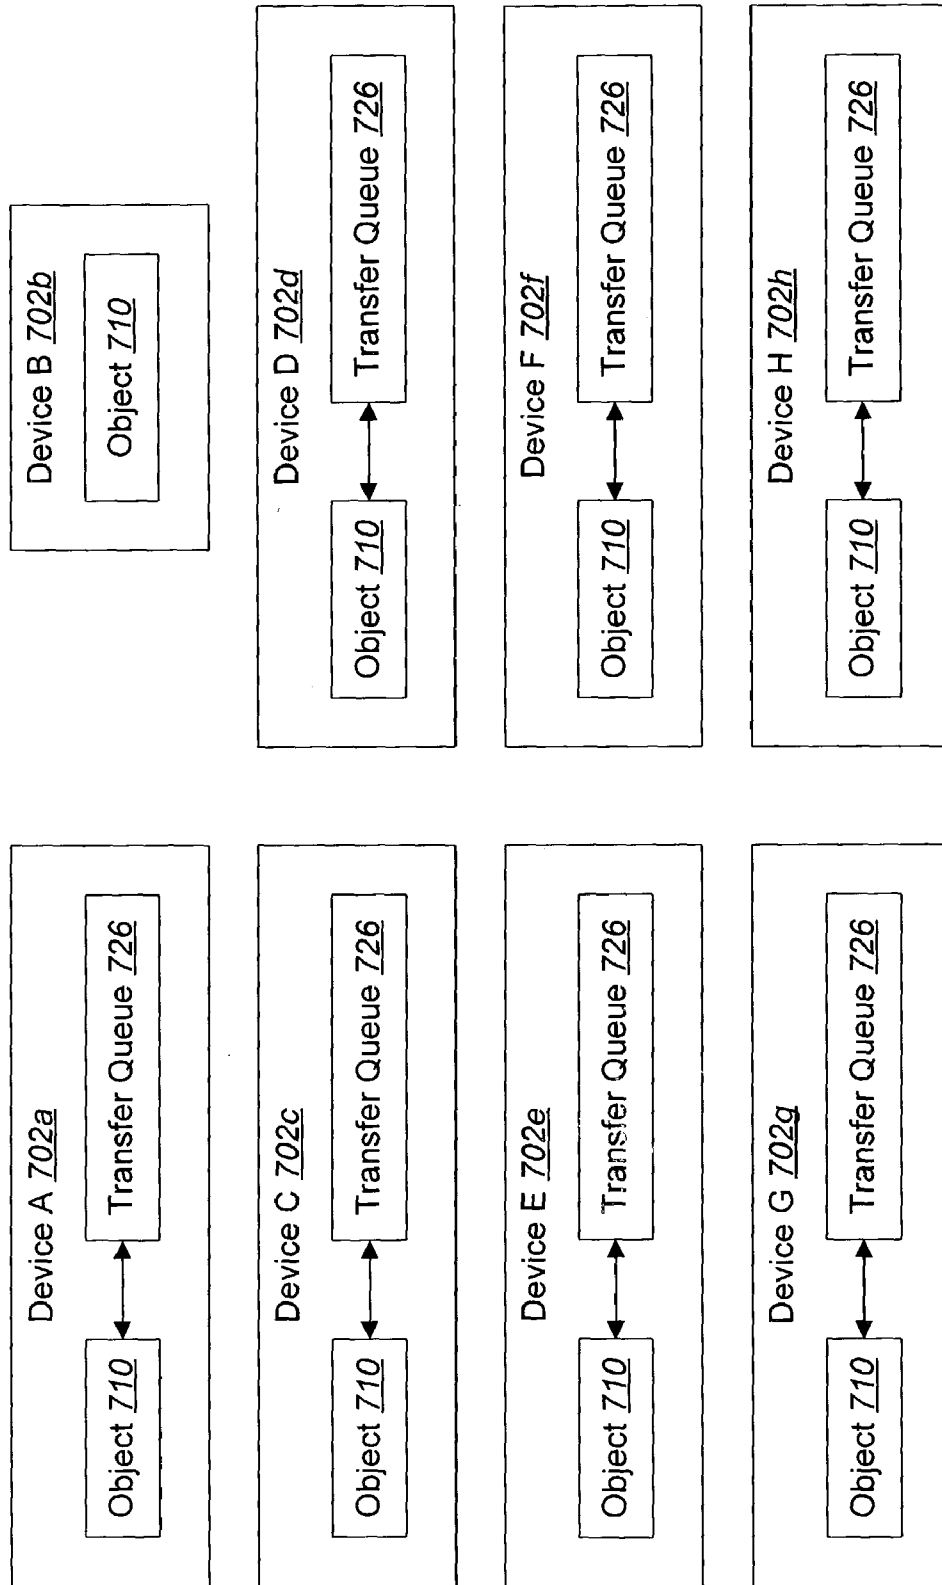 Device A 702a
Object 710
Transfer Queue 726
Device B 702b
Object 710
Device C 702c
Object 710
Transfer Queue 726
Device D 702d
Object 710
Transfer Queue 726
Device E 702e
Object 710
Transfer Queue 726
Device F 702f
Object 710
Transfer Queue 726
Device G 702g
Object 710
Transfer Queue 726
Device H 702h
Object 710
Transfer Queue 726